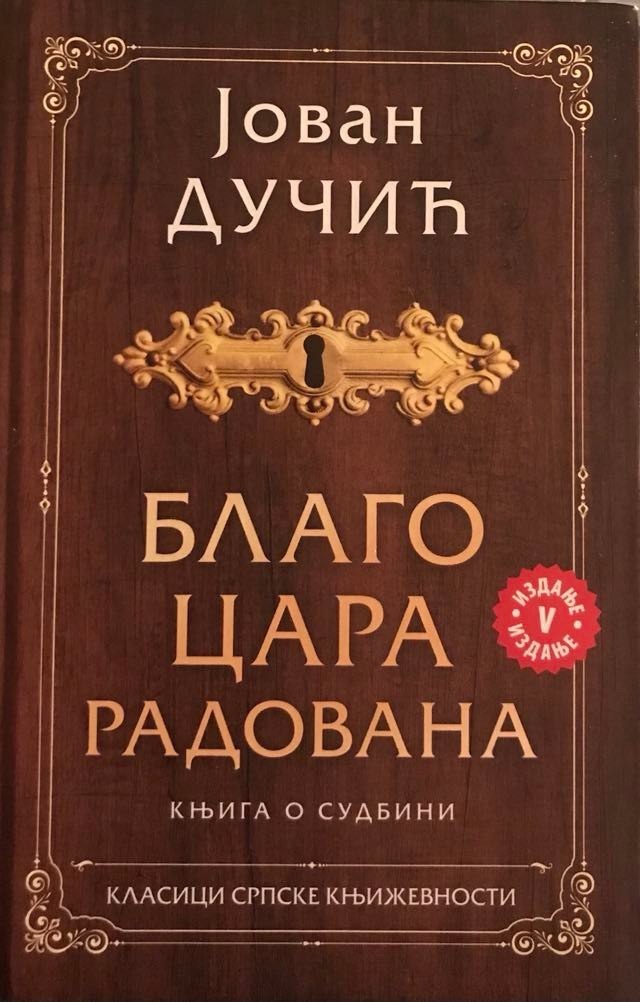 Јован
ДУЧИЋ
БЛАГО
ЦАРА
РАДОВАНА
ИЗДАЊЕ
V
ИЗДАЊЕ
КЊИГА О СУДБИНИ
КЛАСИЦИ СРПСКЕ КЊИЖЕВНОСТИ